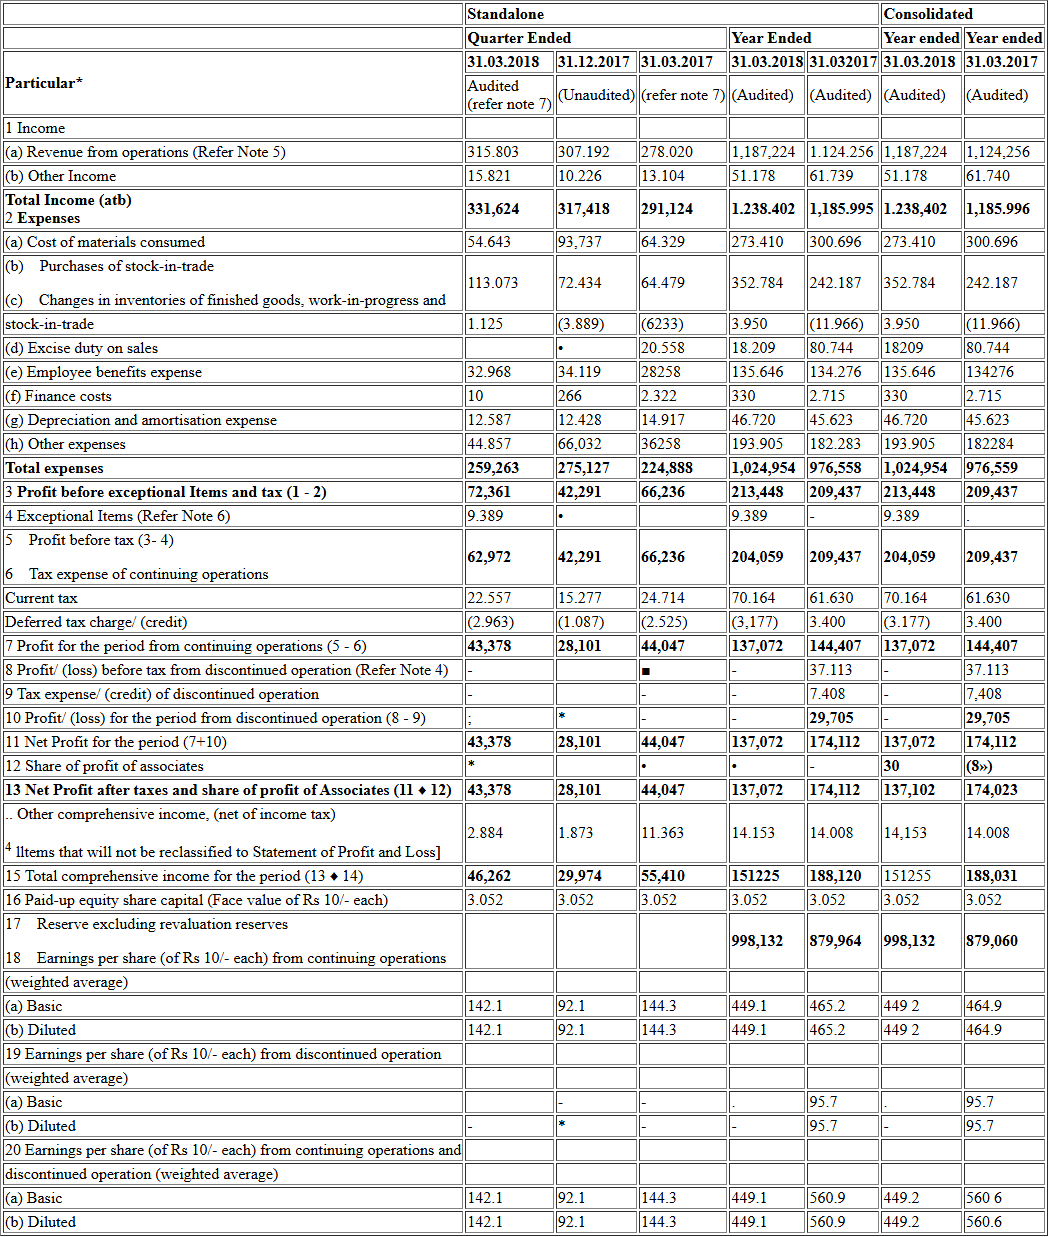 Standalone Consolidated
Quarter Ended Year Ended Year ended Year ended
Particular* 31.03.2018 31.12.2017 31.03.2017 31.03.2018 31.032017 31.03.2018 31.03.2017
Audited (Unaudited) (refer note 7) (Audited) (Audited) (Audited) (Audited)
(refer note 7)
1 Income
(a) Revenue from operations (Refer Note 5) 315.803 307.192 278.020 1,187,224 1.124.256 1,187,224 1,124,256
(b) Other Income 15.821 10.226 13.104 51.178 61.739 51.178 61.740
Total Income (atb)
2 Expenses 331,624 317,418 291,124 1.238.402 1,185.995 1.238,402 1,185.996
(a) Cost of materials consumed 54.643 93,737 64.329 273.410 300.696 273.410 300.696
(b) Purchases of stock-in-trade
113.073 72.434 64.479 352.784 242.187 352.784 242.187
(c) Changes in inventories of finished goods, work-in-progress and
stock-in-trade 1.125 (3.889) (6233) 3.950 (11.966) 3.950 (11.966)
(d) Excise duty on sales • 20.558 18.209 80.744 18209 80.744
(e) Employee benefits expense 32.968 34.119 28258 135.646 134.276 135.646 134276
(f) Finance costs 10 266 2.322 330 2.715 330 2.715
(g) Depreciation and amortisation expense 12.587 12.428 14.917 46.720 45.623 46.720 45.623
(h) Other expenses 44.857 66,032 36258 193.905 182.283 193.905 182284
Total expenses 259,263 275,127 224,888 1,024,954 976,558 1,024,954 976,559
3 Profit before exceptional Items and tax (1 - 2) 72,361 42,291 66,236 213,448 209,437 213,448 209,437
4 Exceptional Items (Refer Note 6) 9.389 • 9.389 - 9.389 .
5 Profit before tax (3- 4)
62,972 42,291 66,236 204,059 209,437 204,059 209,437
6 Tax expense of continuing operations
Current tax 22.557 15.277 24.714 70.164 61.630 70.164 61.630
Deferred tax charge/ (credit) (2.963) (1.087) (2.525) (3,177) 3.400 (3.177) 3.400
7 Profit for the period from continuing operations (5 - 6) 43,378 28,101 44,047 137,072 144,407 137,072 144,407
8 Profit/ (loss) before tax from discontinued operation (Refer Note 4) - ■ - 37.113 37.113
9 Tax expense/ (credit) of discontinued operation - - - 7.408 - 7,408
10 Profit/ (loss) for the period from discontinued operation (8 - 9) ; * - - 29,705 - 29,705
11 Net Profit for the period (7+10) 43,378 28,101 44,047 137,072 174,112 137,072 174,112
12 Share of profit of associates * • • - 30 (8»)
13 Net Profit after taxes and share of profit of Associates (11 ♦ 12) 43,378 28,101 44,047 137,072 174,112 137,102 174,023
.. Other comprehensive income, (net of income tax)
2.884 1.873 11.363 14.153 14.008 14,153 14.008
4 lItems that will not be reclassified to Statement of Profit and Loss]
15 Total comprehensive income for the period (13 ♦ 14) 46,262 29,974 55,410 151225 188,120 151255 188,031
16 Paid-up equity share capital (Face value of Rs 10/- each) 3.052 3.052 3.052 3.052 3.052 3.052 3.052
17 Reserve excluding revaluation reserves
998,132 879,964 998,132 879,060
18 Earnings per share (of Rs 10/- each) from continuing operations
(weighted average)
(a) Basic 142.1 92.1 144.3 449.1 465.2 449 2 464.9
(b) Diluted 142.1 92.1 144.3 449.1 465.2 449 2 464.9
19 Earnings per share (of Rs 10/- each) from discontinued operation
(weighted average)
(a) Basic - - . 95.7 . 95.7
(b) Diluted - * - - 95.7 - 95.7
20 Earnings per share (of Rs 10/- each) from continuing operations and
discontinued operation (weighted average)
(a) Basic 142.1 92.1 144.3 449.1 560.9 449.2 560 6
(b) Diluted 142.1 92.1 144.3 449.1 560.9 449.2 560.6